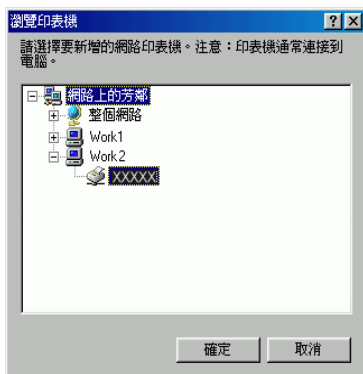 瀏覽印表機
請選擇要新增的網路印表機。注意：印表機通常連接到
電腦。
網路上的芳鄰
整個網路
Work1
Work2
XXXXX
確定
取消